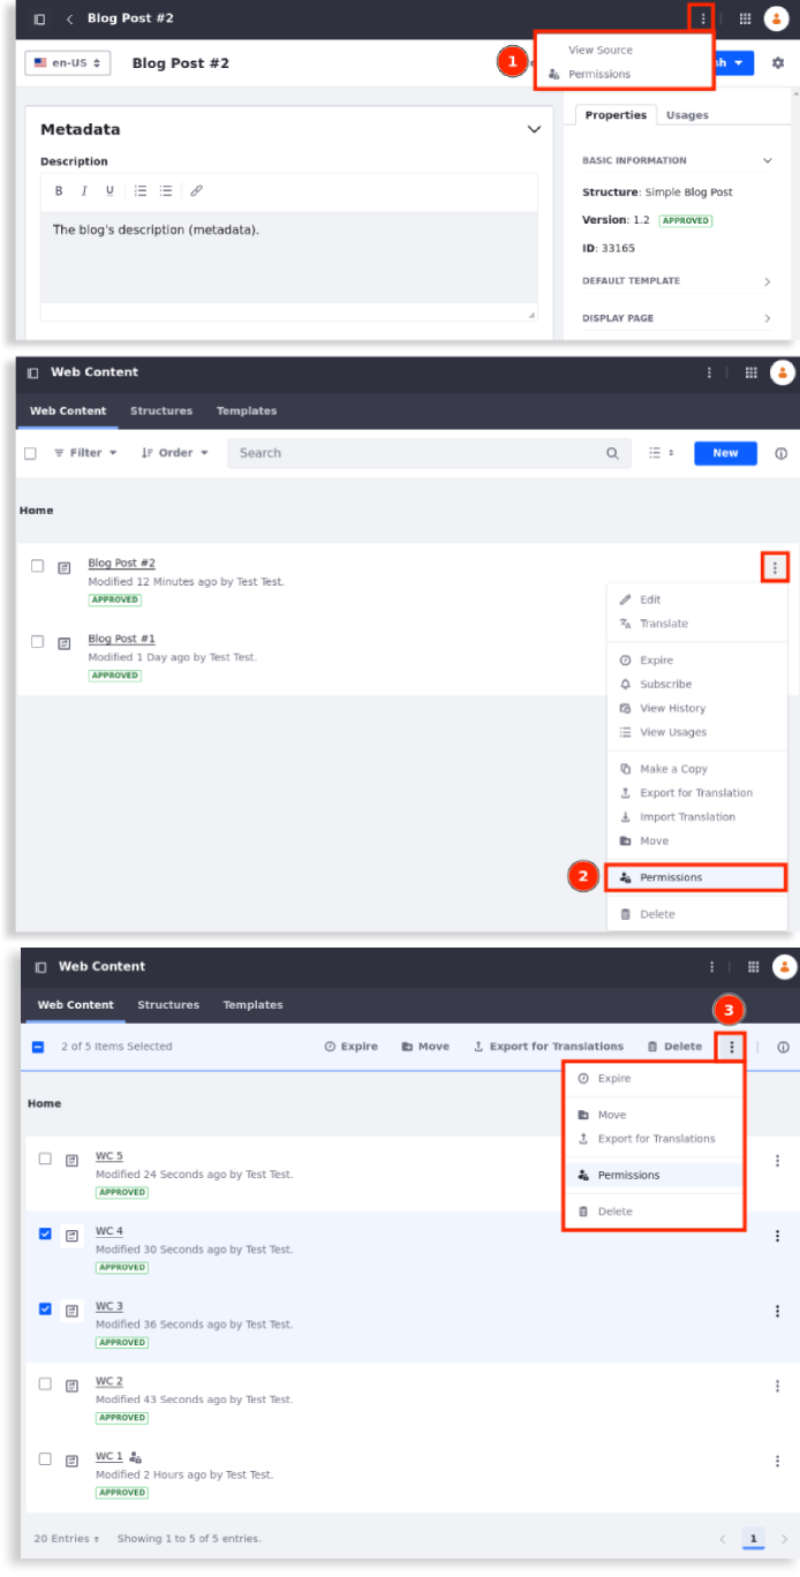 Blog Post #2
en-US
Blog Post #2
1
View Source
Permissions
Metadata
Description
B I U
The blog's description (metadata).
Properties Usages
BASIC INFORMATION
Structure: Simple Blog Post
Version: 1.2 APPROVED
ID: 33165
DEFAULT TEMPLATE
DISPLAY PAGE
Web Content
Web Content Structures Templates
Filter Order Search New
Home
Blog Post #2
Modified 12 Minutes ago by Test Test.
APPROVED
Blog Post #1
Modified 1 Day ago by Test Test.
APPROVED
Edit
Translate
Expire
Subscribe
View History
View Usages
Make a Copy
Export for Translation
Import Translation
Move
2 Permissions
Delete
Web Content
Web Content Structures Templates
3
2 of 5 Items Selected Expire Move Export for Translations Delete
Home
Expire
Move
Export for Translations
Permissions
Delete
WC 5
Modified 24 Seconds ago by Test Test.
APPROVED
WC 4
Modified 30 Seconds ago by Test Test.
APPROVED
WC 3
Modified 36 Seconds ago by Test Test.
APPROVED
WC 2
Modified 43 Seconds ago by Test Test.
APPROVED
WC 1
Modified 2 Hours ago by Test Test.
APPROVED
20 Entries Showing 1 to 5 of 5 entries. 1